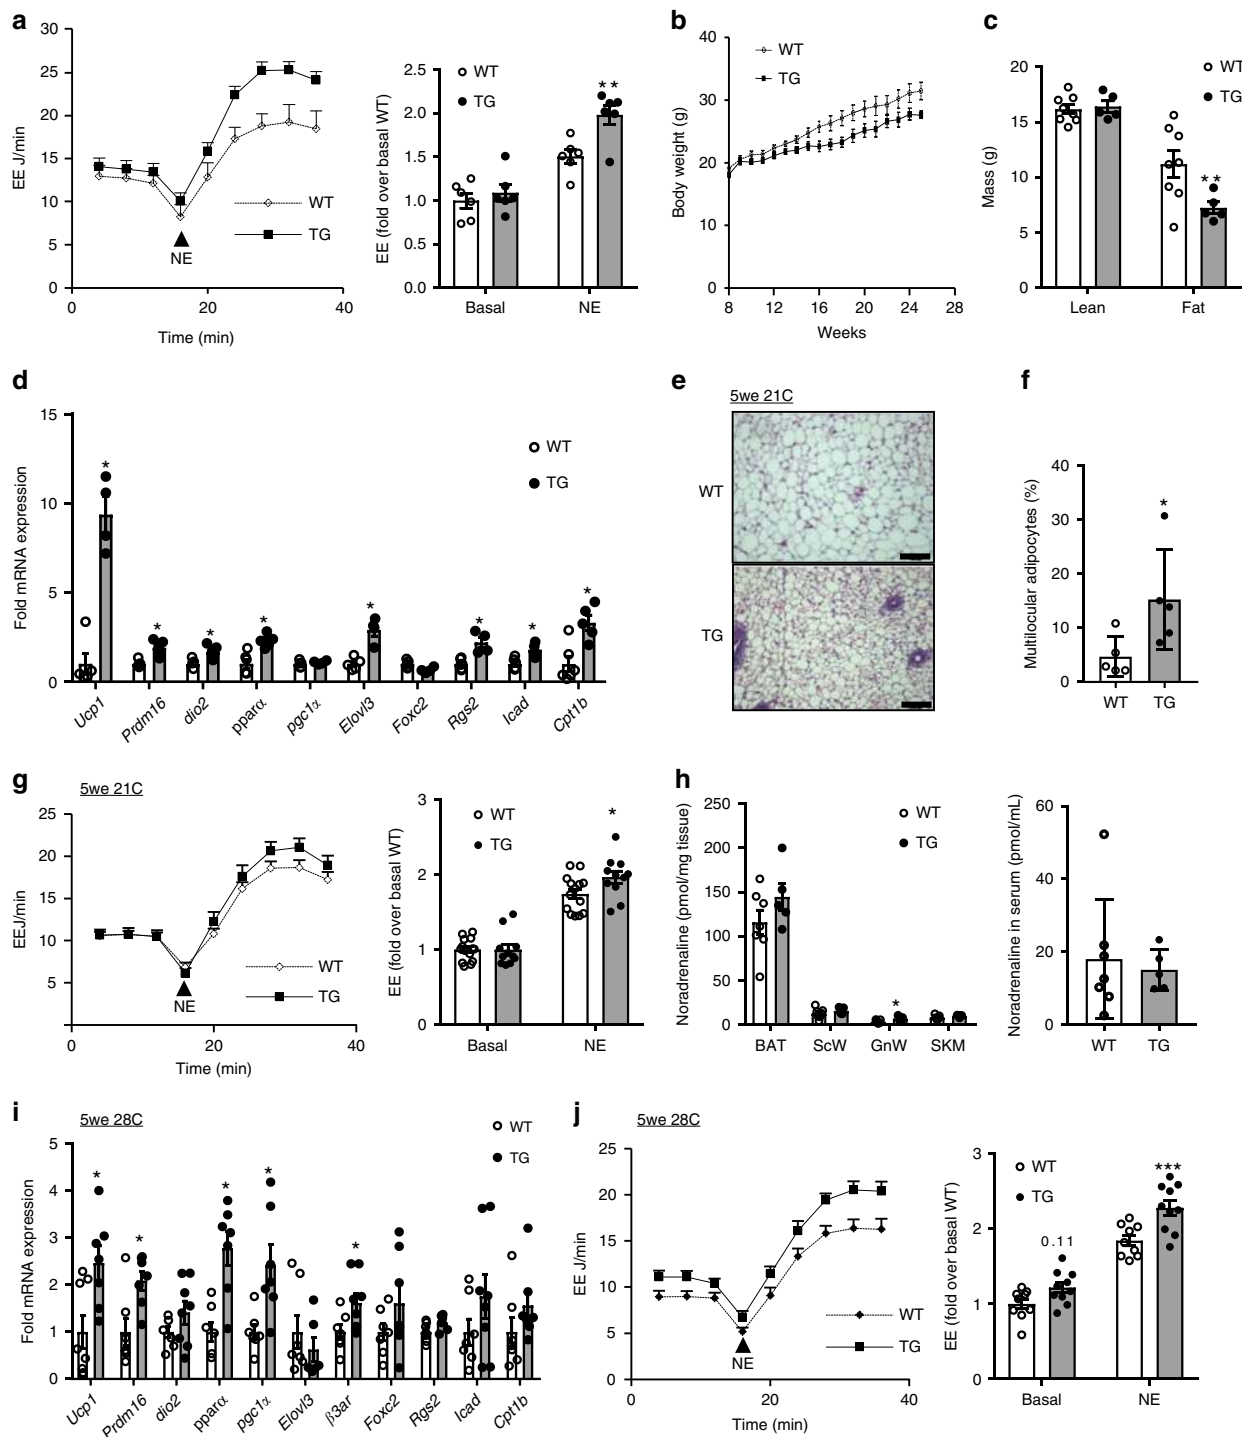 a
30
25
20
15
10
5
0
EE J/min
0 20 40
Time (min)
NE
WT
TG
2.5
2.0
1.5
1.0
0.5
0.0
EE (fold over basal WT)
WT
TG
**
Basal NE
b
40
30
20
10
0
Body weight (g)
WT
TG
8 12 16 20 24 28
Weeks
c
20
15
10
5
0
Mass (g)
WT
TG
**
Lean Fat
d
15
10
5
0
Fold mRNA expression
WT
TG
* * * * * * * *
Ucp1 Prdm16 dio2 pparα pgc1α Elovl3 Foxc2 Rgs2 lcad Cpt1b
e
5we 21C
WT
TG
f
40
30
20
10
0
Multilocular adipocytes (%)
*
WT TG
g
5we 21C
25
20
15
10
5
EEJ/min
0 20 40
Time (min)
NE
WT
TG
3
2
1
0
EE (fold over basal WT)
WT
TG
*
Basal NE
h
250
200
150
100
50
0
Noradrenaline (pmol/mg tissue)
WT
TG
*
BAT ScW GnW SKM
60
40
20
0
Noradrenaline in serum (pmol/mL)
WT TG
i
5we 28C
5
4
3
2
1
0
Fold mRNA expression
WT
TG
* * * * *
Ucp1 Prdm16 dio2 pparα pgc1α Elovl3 β3ar Foxc2 Rgs2 lcad Cpt1b
j
5we 28C
25
20
15
10
5
0
EE J/min
0 20 40
Time (min)
NE
WT
TG
3
2
1
0
EE (fold over basal WT)
WT
TG
0.11
***
Basal NE